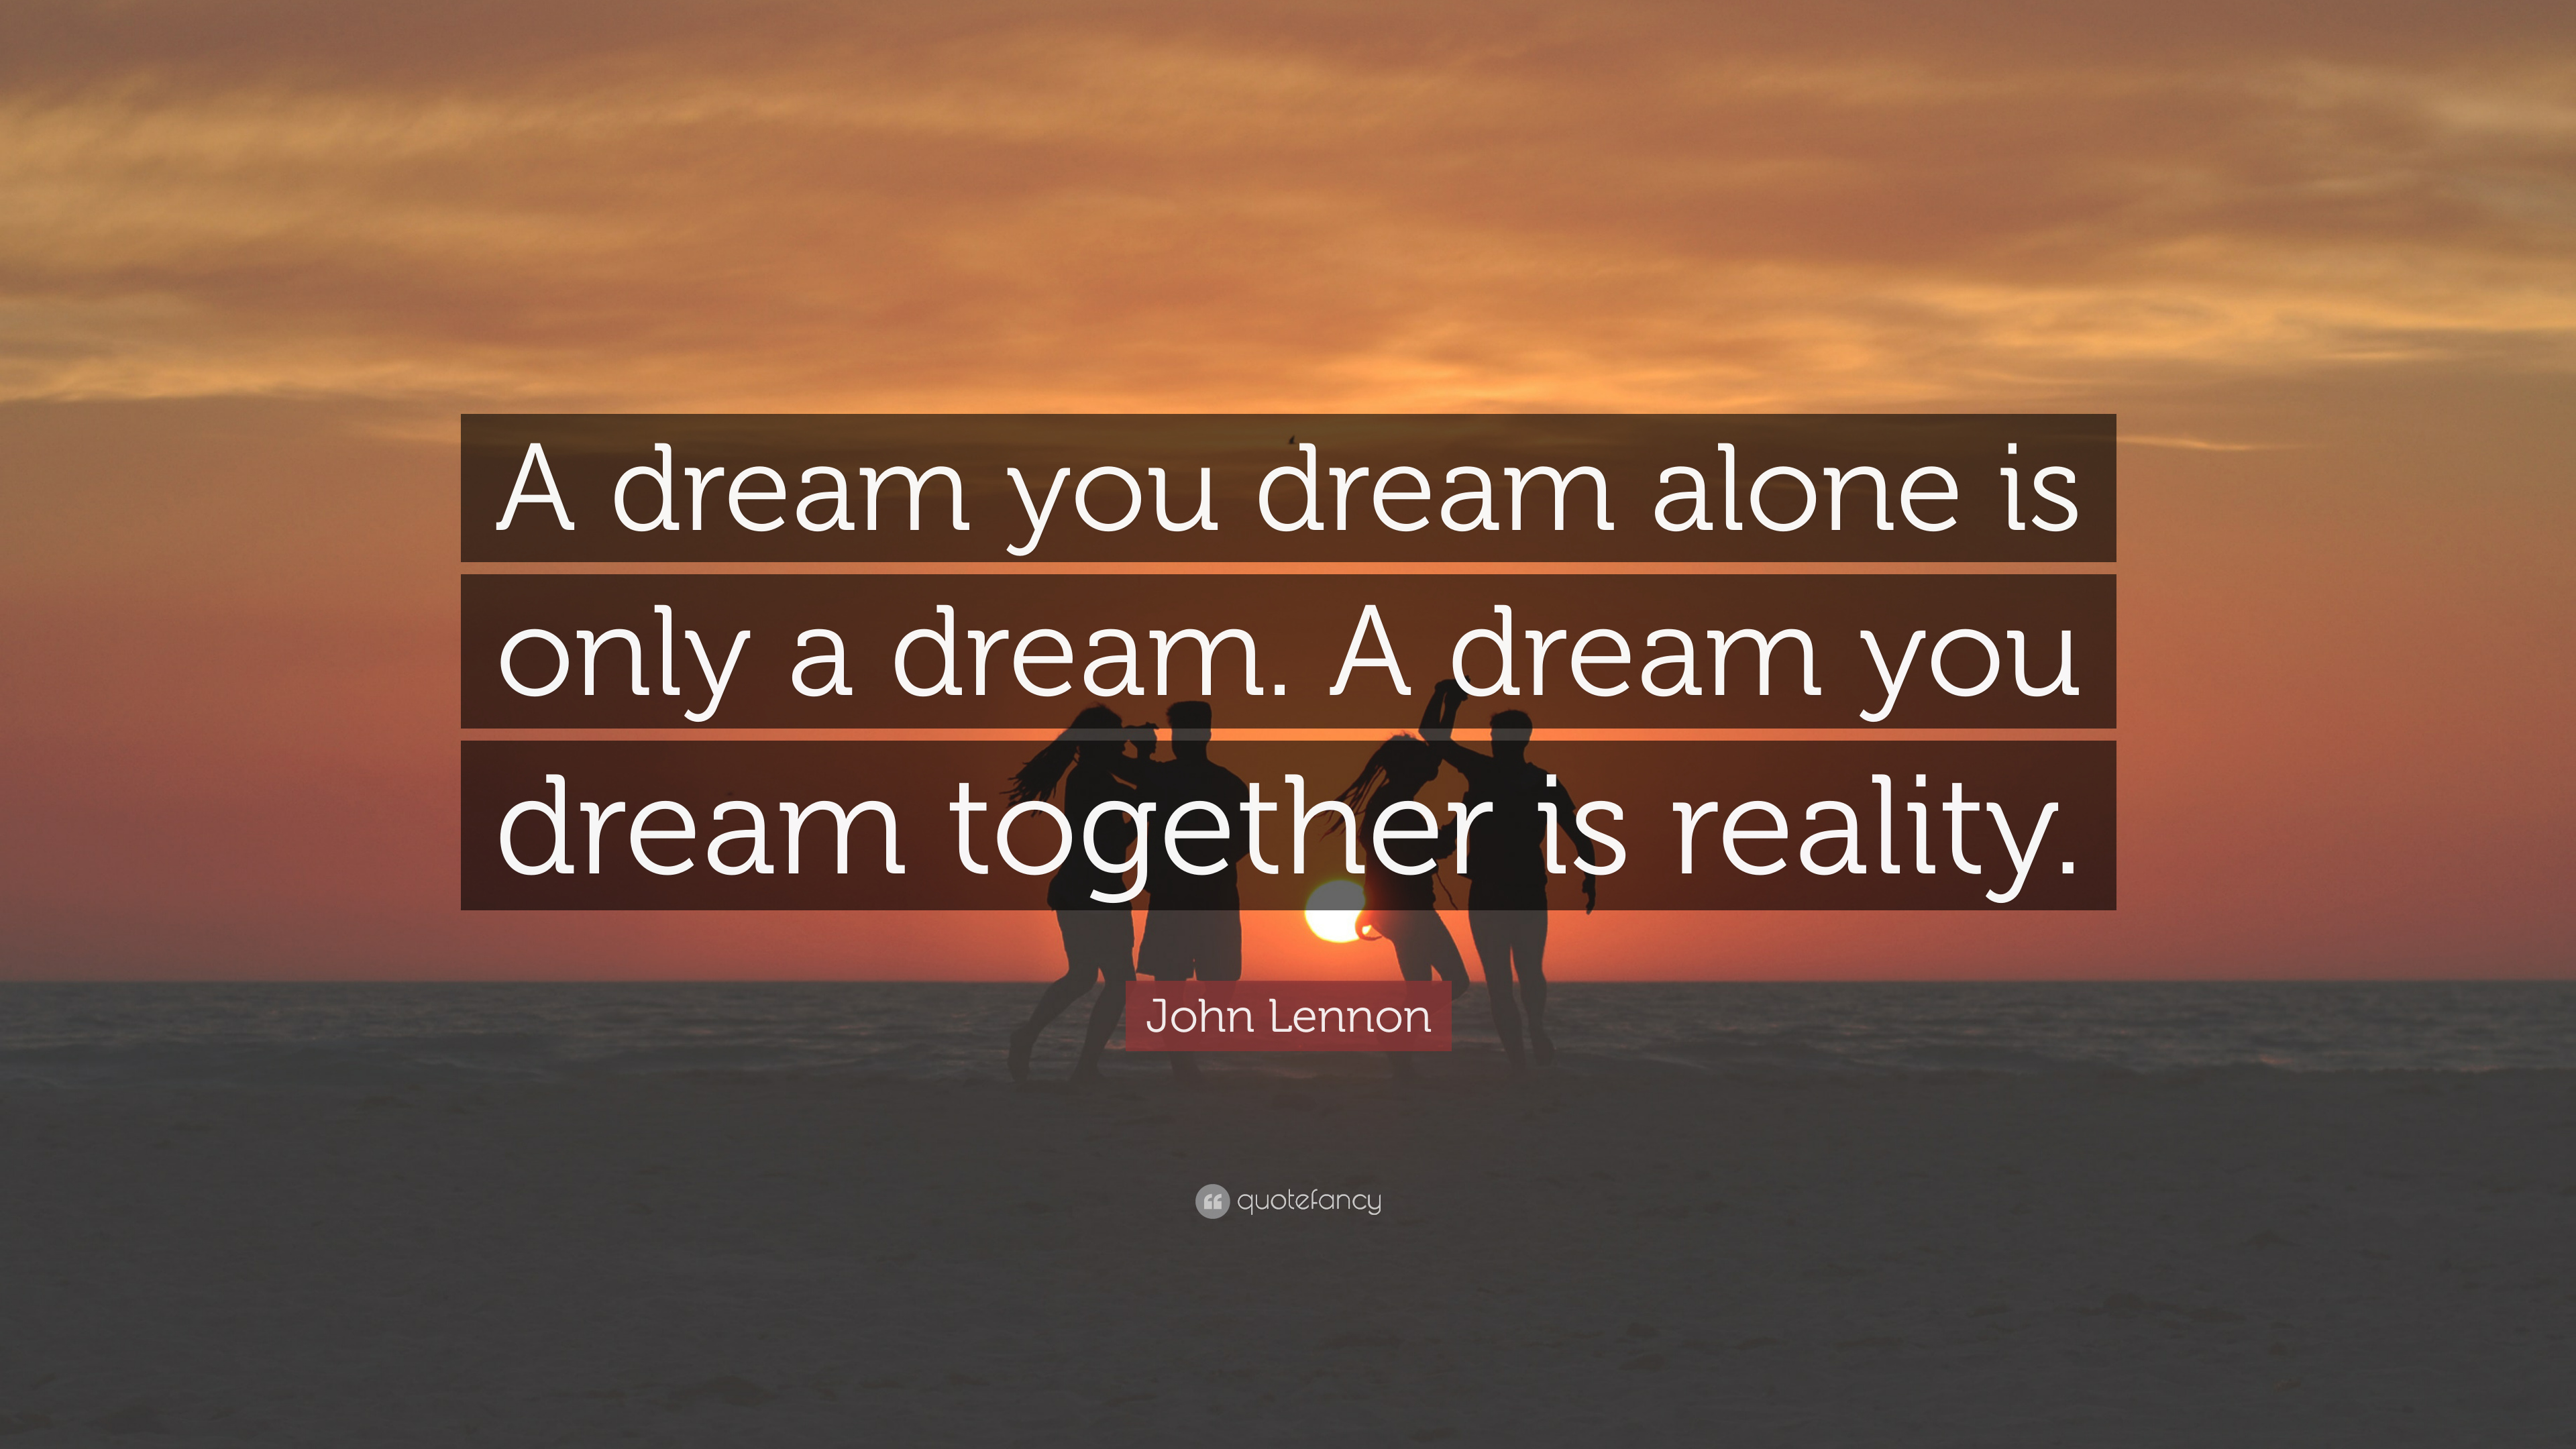 A dream you dream alone is
only a dream. A dream you
dream together is reality.
John Lennon
quotefancy